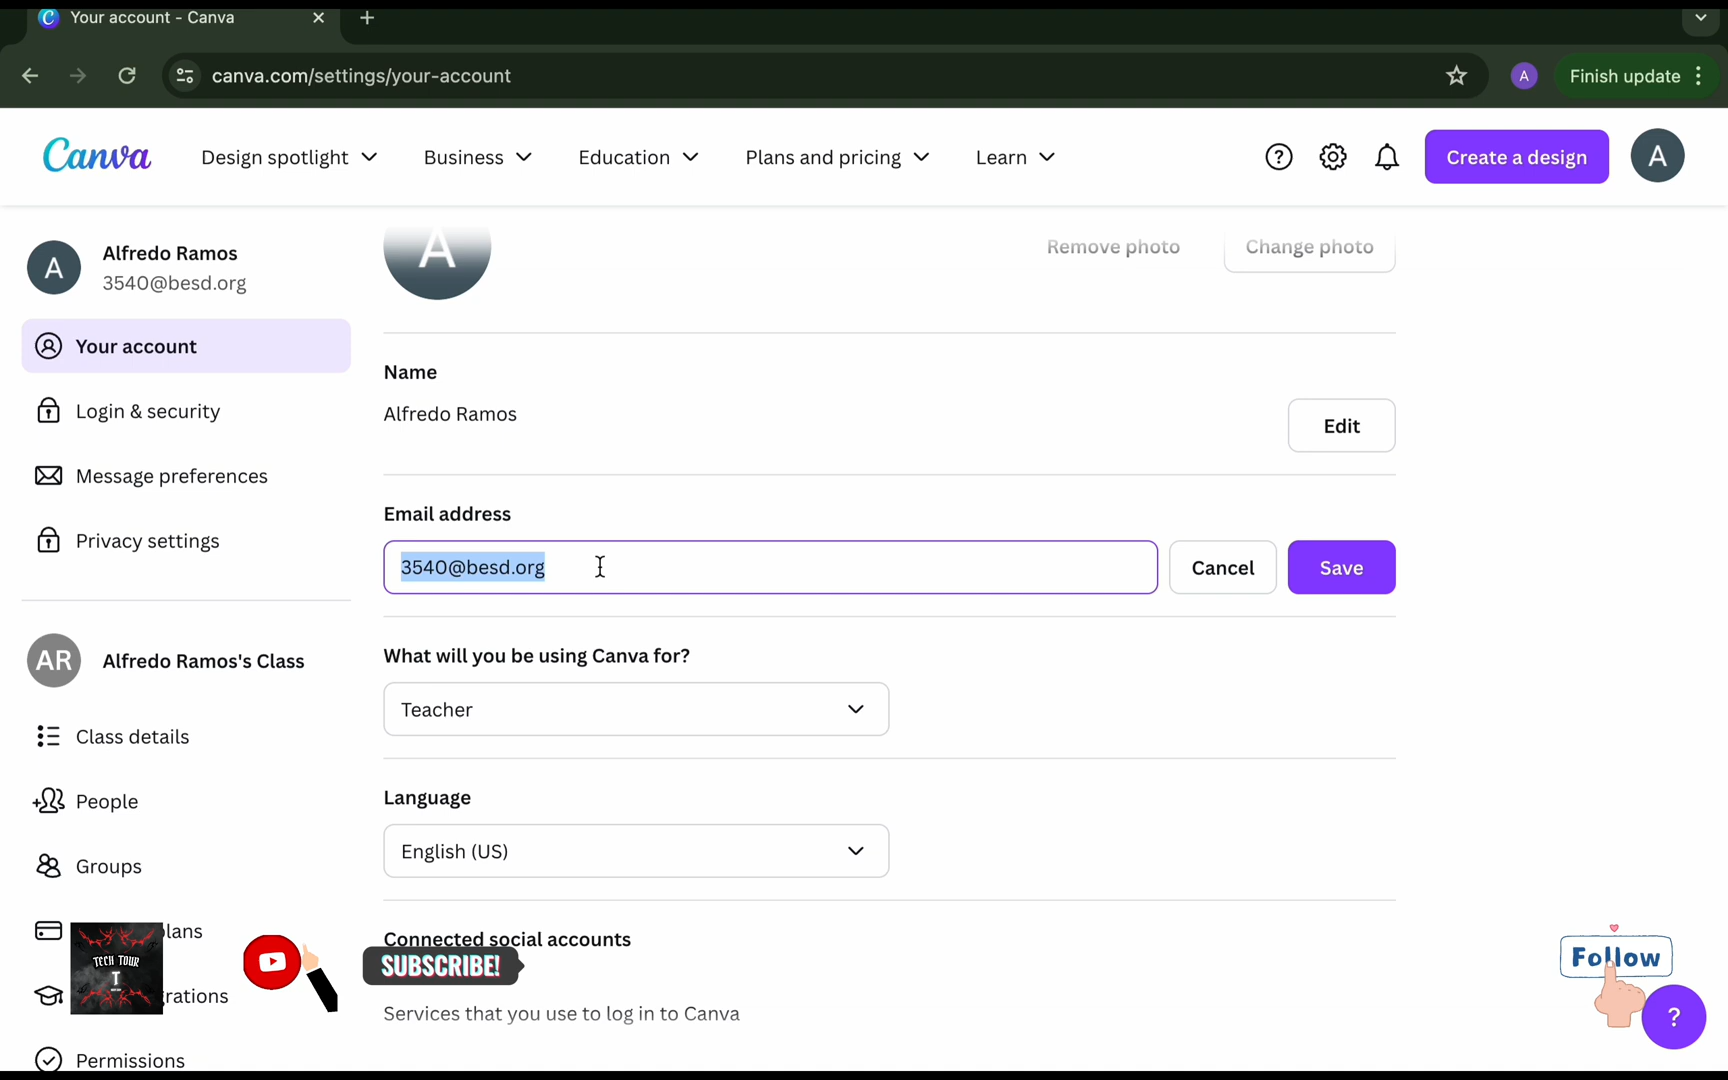 Your account - Canva
canva.com/settings/your-account
A
Finish update
Canva
Design spotlight
Business
Education
Plans and pricing
Learn
Create a design
A
A
Alfredo Ramos
3540@besd.org
A
Remove photo
Change photo
Your account
Login & security
Message preferences
Privacy settings
Name
Alfredo Ramos
Edit
Email address
3540@besd.org
Cancel
Save
What will you be using Canva for?
Teacher
AR
Alfredo Ramos's Class
Class details
People
Groups
lans
rations
Permissions
Language
English (US)
Connected social accounts
Services that you use to log in to Canva
TECH TOUR
T
SUBSCRIBE!
Follow
?